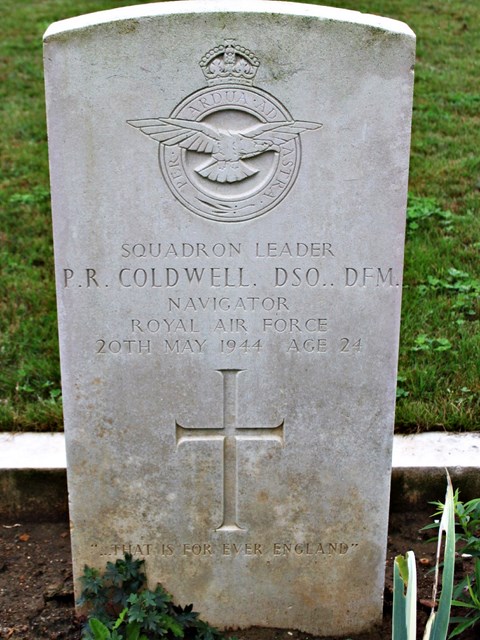 PER ARDUA AD ASTRA
SQUADRON LEADER
P.R. COLDWELL. DSO.. DFM.
NAVIGATOR
ROYAL AIR FORCE
20TH MAY 1944 AGE 24
"...THAT IS FOR EVER ENGLAND"